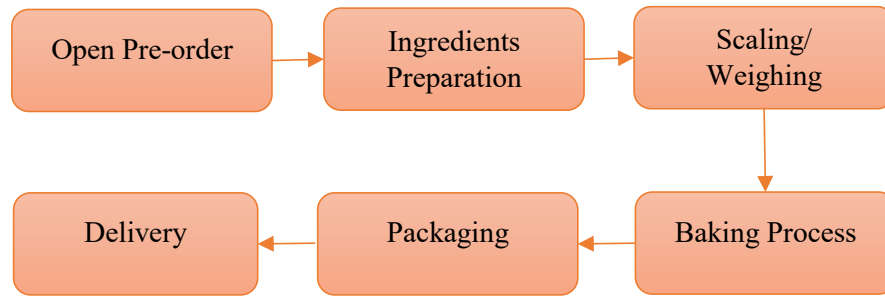 Open Pre-order
Ingredients
Preparation
Scaling/
Weighing
Delivery
Packaging
Baking Process